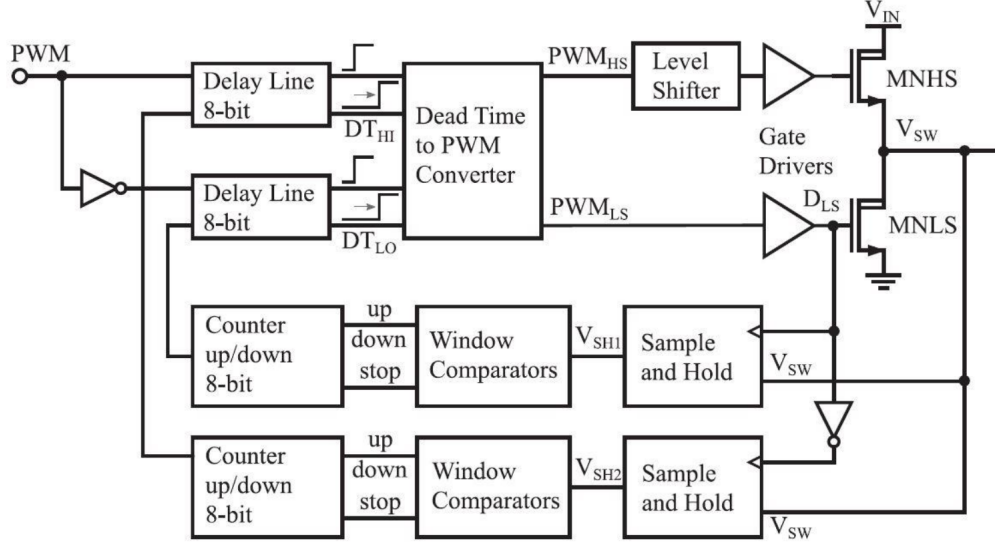 V_IN
PWM
Delay Line
8-bit
DT_HI
Dead Time
to PWM
Converter
PWM_HS
Level
Shifter
MNHS
V_SW
Gate
Drivers
Delay Line
8-bit
DT_LO
PWM_LS
D_LS
MNLS
Counter
up/down
8-bit
up
down
stop
Window
Comparators
V_SH1
Sample
and Hold
V_SW
Counter
up/down
8-bit
up
down
stop
Window
Comparators
V_SH2
Sample
and Hold
V_SW